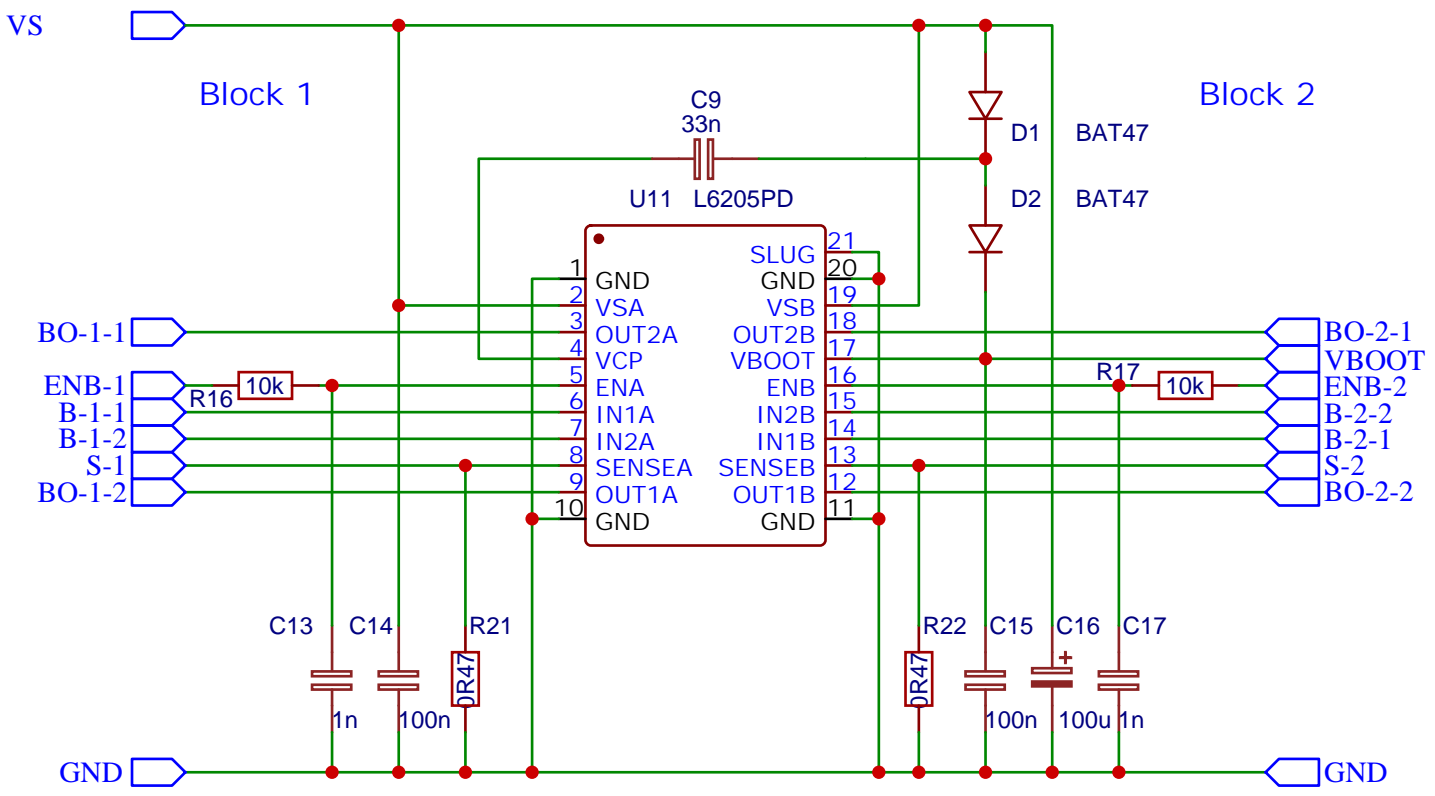 VS
Block 1
Block 2
C9
33n
D1 BAT47
U11 L6205PD
D2 BAT47
SLUG 21
1 GND
GND 20
2 VSA
VSB 19
BO-1-1
3 OUT2A
OUT2B 18
BO-2-1
4 VCP
VBOOT 17
VBOOT
ENB-1
R16
10k
5 ENA
ENB 16
R17
10k
ENB-2
B-1-1
6 IN1A
IN2B 15
B-2-2
B-1-2
7 IN2A
IN1B 14
B-2-1
S-1
8 SENSEA
SENSEB 13
S-2
BO-1-2
9 OUT1A
OUT1B 12
BO-2-2
10 GND
GND 11
C13
C14
R21
R22
C15
C16
C17
0R47
0R47
+
1n
100n
100n
100u
1n
GND
GND